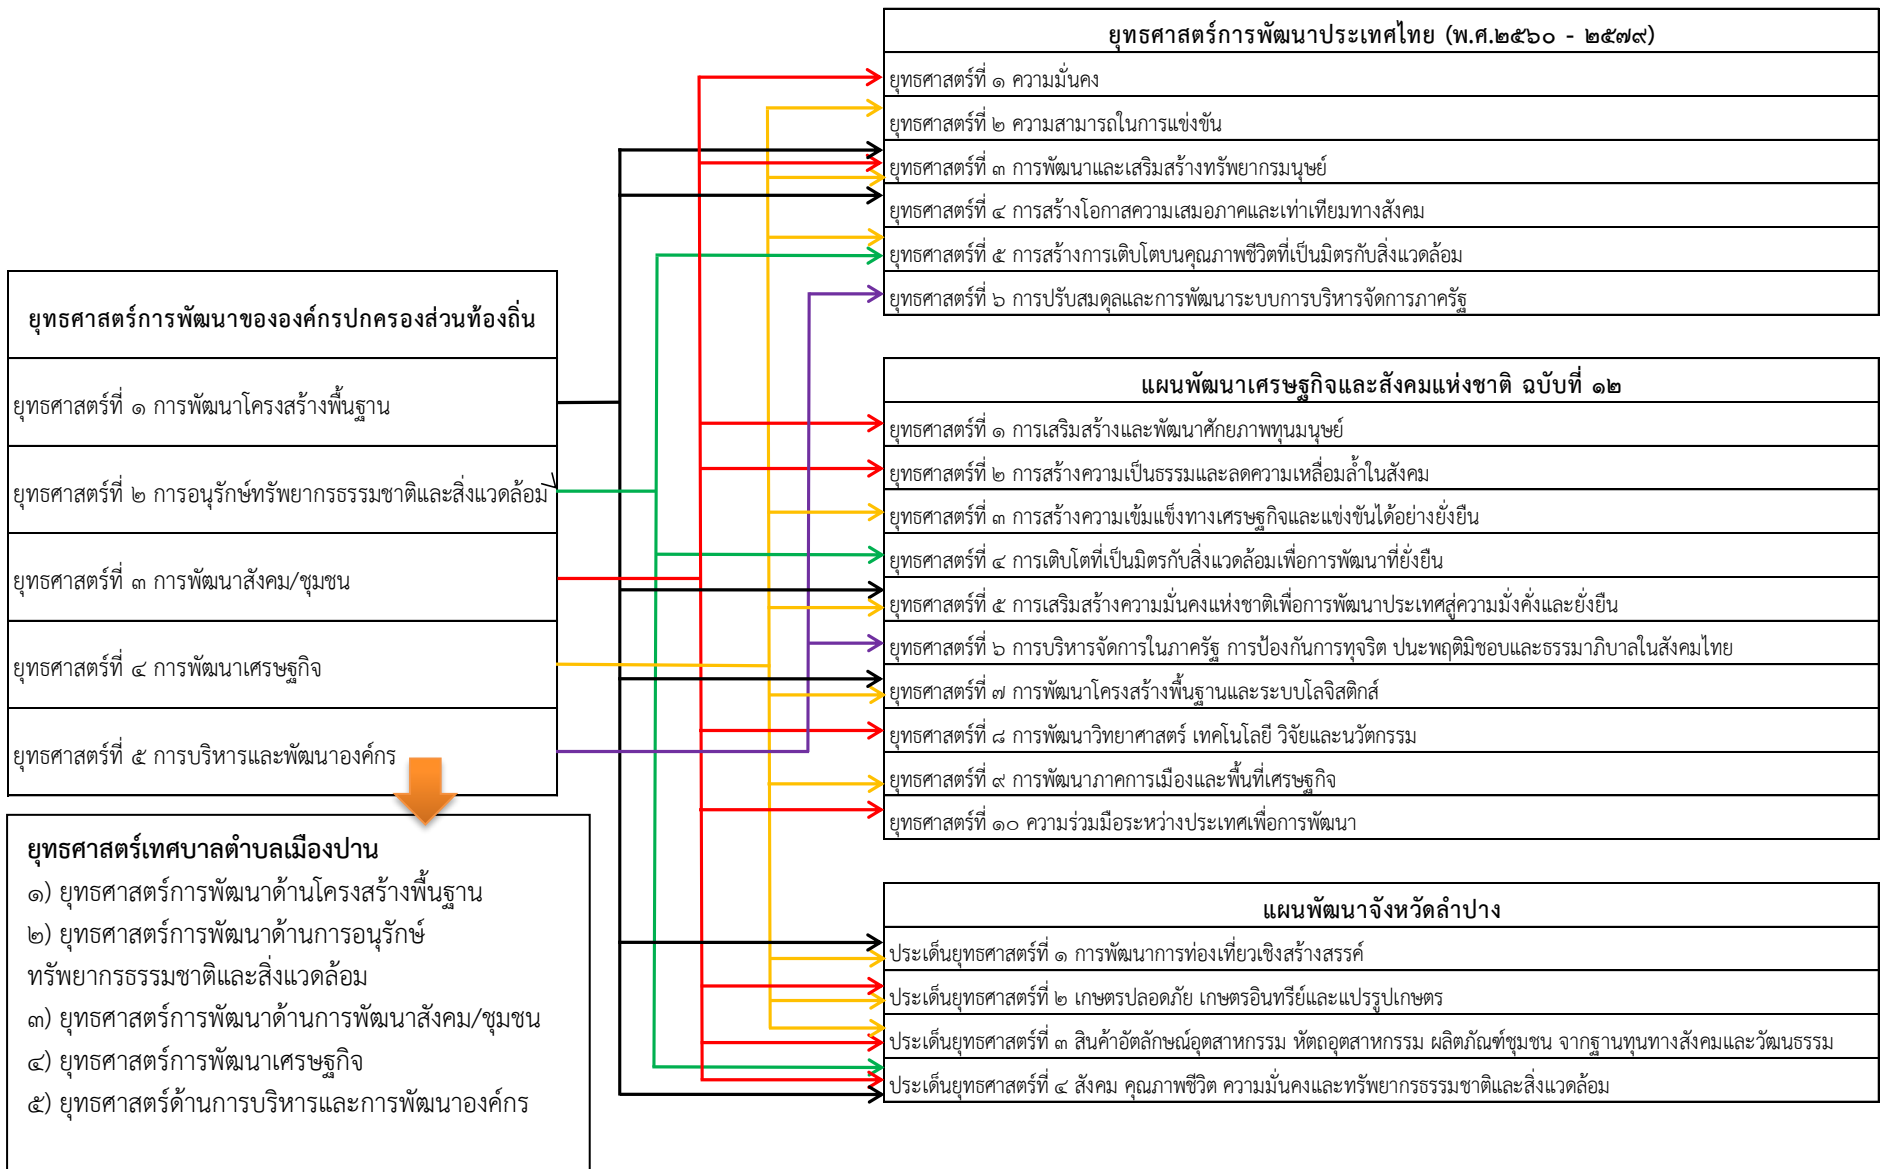 ยุทธศาสตร์การพัฒนาประเทศไทย (พ.ศ.๒๕๖๐ - ๒๕๗๙)
ยุทธศาสตร์ที่ ๑ ความมั่นคง
ยุทธศาสตร์ที่ ๒ ความสามารถในการแข่งขัน
ยุทธศาสตร์ที่ ๓ การพัฒนาและเสริมสร้างทรัพยากรมนุษย์
ยุทธศาสตร์ที่ ๔ การสร้างโอกาสความเสมอภาคและเท่าเทียมทางสังคม
ยุทธศาสตร์ที่ ๕ การสร้างการเติบโตบนคุณภาพชีวิตที่เป็นมิตรกับสิ่งแวดล้อม
ยุทธศาสตร์ที่ ๖ การปรับสมดุลและการพัฒนาระบบการบริหารจัดการภาครัฐ
ยุทธศาสตร์การพัฒนาขององค์กรปกครองส่วนท้องถิ่น
ยุทธศาสตร์ที่ ๑ การพัฒนาโครงสร้างพื้นฐาน
ยุทธศาสตร์ที่ ๒ การอนุรักษ์ทรัพยากรธรรมชาติและสิ่งแวดล้อม
ยุทธศาสตร์ที่ ๓ การพัฒนาสังคม/ชุมชน
ยุทธศาสตร์ที่ ๔ การพัฒนาเศรษฐกิจ
ยุทธศาสตร์ที่ ๕ การบริหารและพัฒนาองค์กร
แผนพัฒนาเศรษฐกิจและสังคมแห่งชาติ ฉบับที่ ๑๒
ยุทธศาสตร์ที่ ๑ การเสริมสร้างและพัฒนาศักยภาพทุนมนุษย์
ยุทธศาสตร์ที่ ๒ การสร้างความเป็นธรรมและลดความเหลื่อมล้ำในสังคม
ยุทธศาสตร์ที่ ๓ การสร้างความเข้มแข็งทางเศรษฐกิจและแข่งขันได้อย่างยั่งยืน
ยุทธศาสตร์ที่ ๔ การเติบโตที่เป็นมิตรกับสิ่งแวดล้อมเพื่อการพัฒนาที่ยั่งยืน
ยุทธศาสตร์ที่ ๕ การเสริมสร้างความมั่นคงแห่งชาติเพื่อการพัฒนาประเทศสู่ความมั่งคั่งและยั่งยืน
ยุทธศาสตร์ที่ ๖ การบริหารจัดการในภาครัฐ การป้องกันการทุจริต ปนะพฤติมิชอบและธรรมาภิบาลในสังคมไทย
ยุทธศาสตร์ที่ ๗ การพัฒนาโครงสร้างพื้นฐานและระบบโลจิสติกส์
ยุทธศาสตร์ที่ ๘ การพัฒนาวิทยาศาสตร์ เทคโนโลยี วิจัยและนวัตกรรม
ยุทธศาสตร์ที่ ๙ การพัฒนาภาคการเมืองและพื้นที่เศรษฐกิจ
ยุทธศาสตร์ที่ ๑๐ ความร่วมมือระหว่างประเทศเพื่อการพัฒนา
ยุทธศาสตร์เทศบาลตำบลเมืองปาน
๑) ยุทธศาสตร์การพัฒนาด้านโครงสร้างพื้นฐาน
๒) ยุทธศาสตร์การพัฒนาด้านการอนุรักษ์
ทรัพยากรธรรมชาติและสิ่งแวดล้อม
๓) ยุทธศาสตร์การพัฒนาด้านการพัฒนาสังคม/ชุมชน
๔) ยุทธศาสตร์การพัฒนาเศรษฐกิจ
๕) ยุทธศาสตร์ด้านการบริหารและการพัฒนาองค์กร
แผนพัฒนาจังหวัดลำปาง
ประเด็นยุทธศาสตร์ที่ ๑ การพัฒนาการท่องเที่ยวเชิงสร้างสรรค์
ประเด็นยุทธศาสตร์ที่ ๒ เกษตรปลอดภัย เกษตรอินทรีย์และแปรรูปเกษตร
ประเด็นยุทธศาสตร์ที่ ๓ สินค้าอัตลักษณ์อุตสาหกรรม หัตถอุตสาหกรรม ผลิตภัณฑ์ชุมชน จากฐานทุนทางสังคมและวัฒนธรรม
ประเด็นยุทธศาสตร์ที่ ๔ สังคม คุณภาพชีวิต ความมั่นคงและทรัพยากรธรรมชาติและสิ่งแวดล้อม